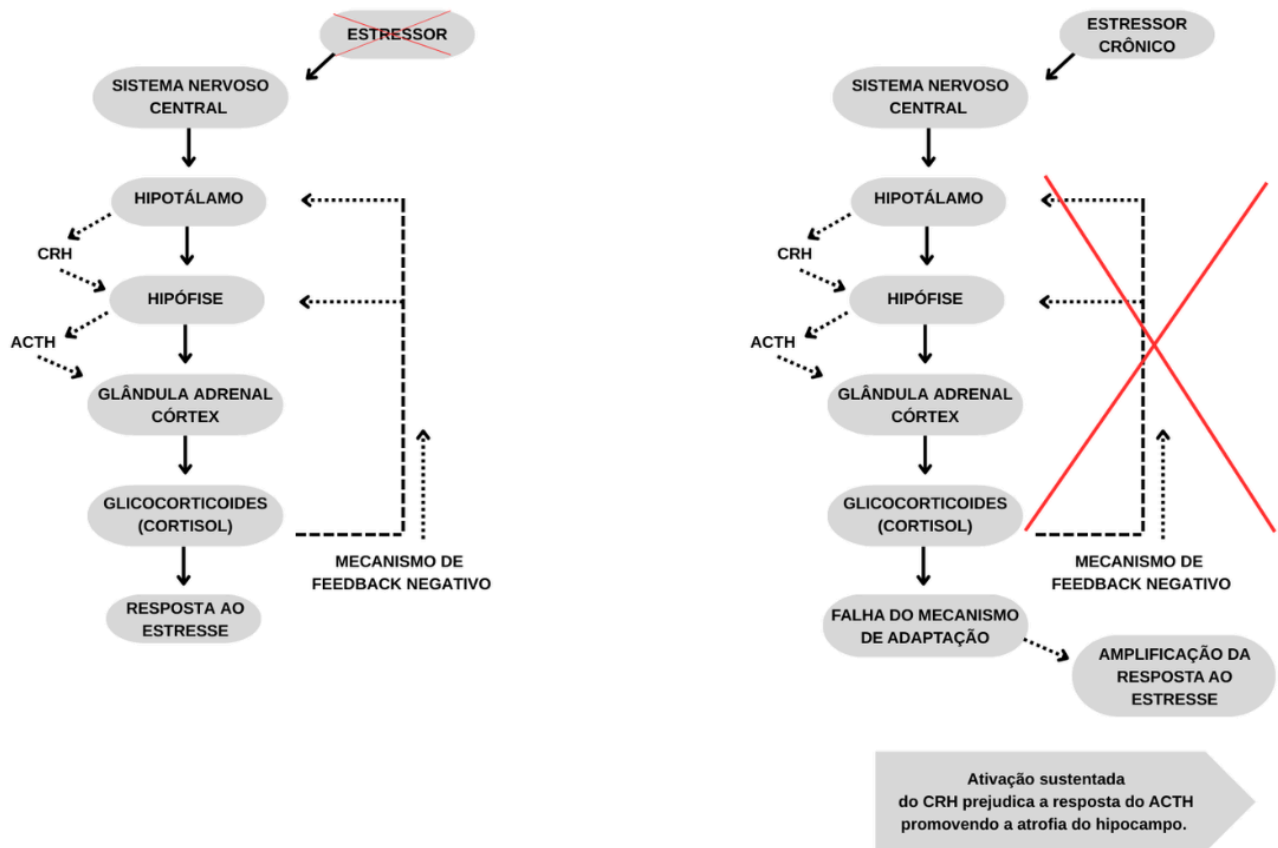 ESTRESSOR
SISTEMA NERVOSO
CENTRAL
HIPOTÁLAMO
CRH
HIPÓFISE
ACTH
GLÂNDULA ADRENAL
CÓRTEX
GLICOCORTICOIDES
(CORTISOL)
MECANISMO DE
FEEDBACK NEGATIVO
RESPOSTA AO
ESTRESSE
ESTRESSOR
CRÔNICO
SISTEMA NERVOSO
CENTRAL
HIPOTÁLAMO
CRH
HIPÓFISE
ACTH
GLÂNDULA ADRENAL
CÓRTEX
GLICOCORTICOIDES
(CORTISOL)
MECANISMO DE
FEEDBACK NEGATIVO
FALHA DO MECANISMO
DE ADAPTAÇÃO
AMPLIFICAÇÃO DA
RESPOSTA AO
ESTRESSE
Ativação sustentada
do CRH prejudica a resposta do ACTH
promovendo a atrofia do hipocampo.